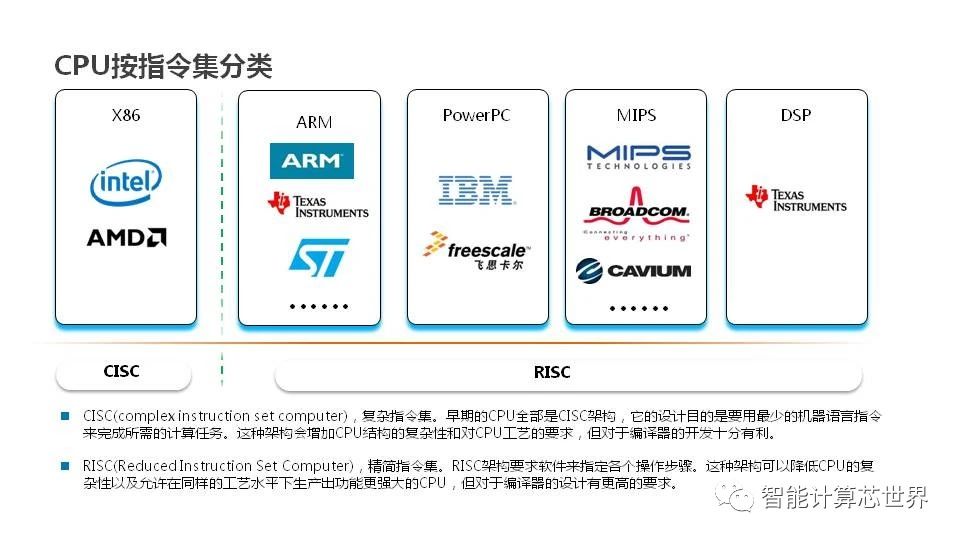 CPU按指令集分类
X86
ARM
PowerPC
MIPS
DSP
intel
AMD
ARM
TEXAS
INSTRUMENTS
ST
......
IBM
freescale™
飞思卡尔
MIPS
TECHNOLOGIES
BROADCOM.
Connecting
everything®
CAVIUM
......
TEXAS
INSTRUMENTS
CISC
RISC
CISC(complex instruction set computer)，复杂指令集。早期的CPU全部是CISC架构，它的设计目的是要用最少的机器语言指令
来完成所需的计算任务。这种架构会增加CPU结构的复杂性和对CPU工艺的要求，但对于编译器的开发十分有利。
RISC(Reduced Instruction Set Computer)，精简指令集。RISC架构要求软件来指定各个操作步骤。这种架构可以降低CPU的复
杂性以及允许在同样的工艺水平下生产出功能更强大的CPU，但对于编译器的设计有更高的要求。
智能计算芯世界